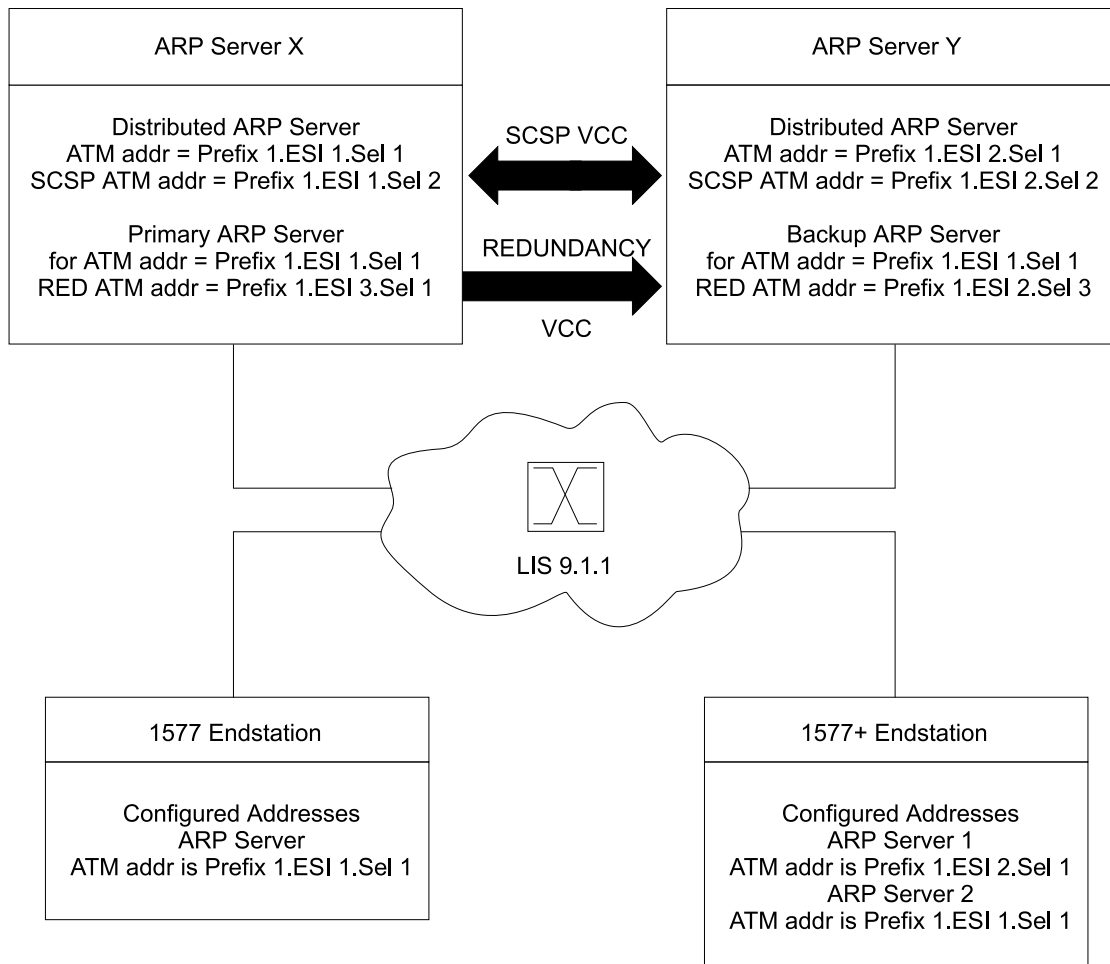 ARP Server X
Distributed ARP Server
ATM addr = Prefix 1.ESI 1.Sel 1
SCSP ATM addr = Prefix 1.ESI 1.Sel 2
Primary ARP Server
for ATM addr = Prefix 1.ESI 1.Sel 1
RED ATM addr = Prefix 1.ESI 3.Sel 1
SCSP VCC
REDUNDANCY
VCC
ARP Server Y
Distributed ARP Server
ATM addr = Prefix 1.ESI 2.Sel 1
SCSP ATM addr = Prefix 1.ESI 2.Sel 2
Backup ARP Server
for ATM addr = Prefix 1.ESI 1.Sel 1
RED ATM addr = Prefix 1.ESI 2.Sel 3
LIS 9.1.1
1577 Endstation
Configured Addresses
ARP Server
ATM addr is Prefix 1.ESI 1.Sel 1
1577+ Endstation
Configured Addresses
ARP Server 1
ATM addr is Prefix 1.ESI 2.Sel 1
ARP Server 2
ATM addr is Prefix 1.ESI 1.Sel 1